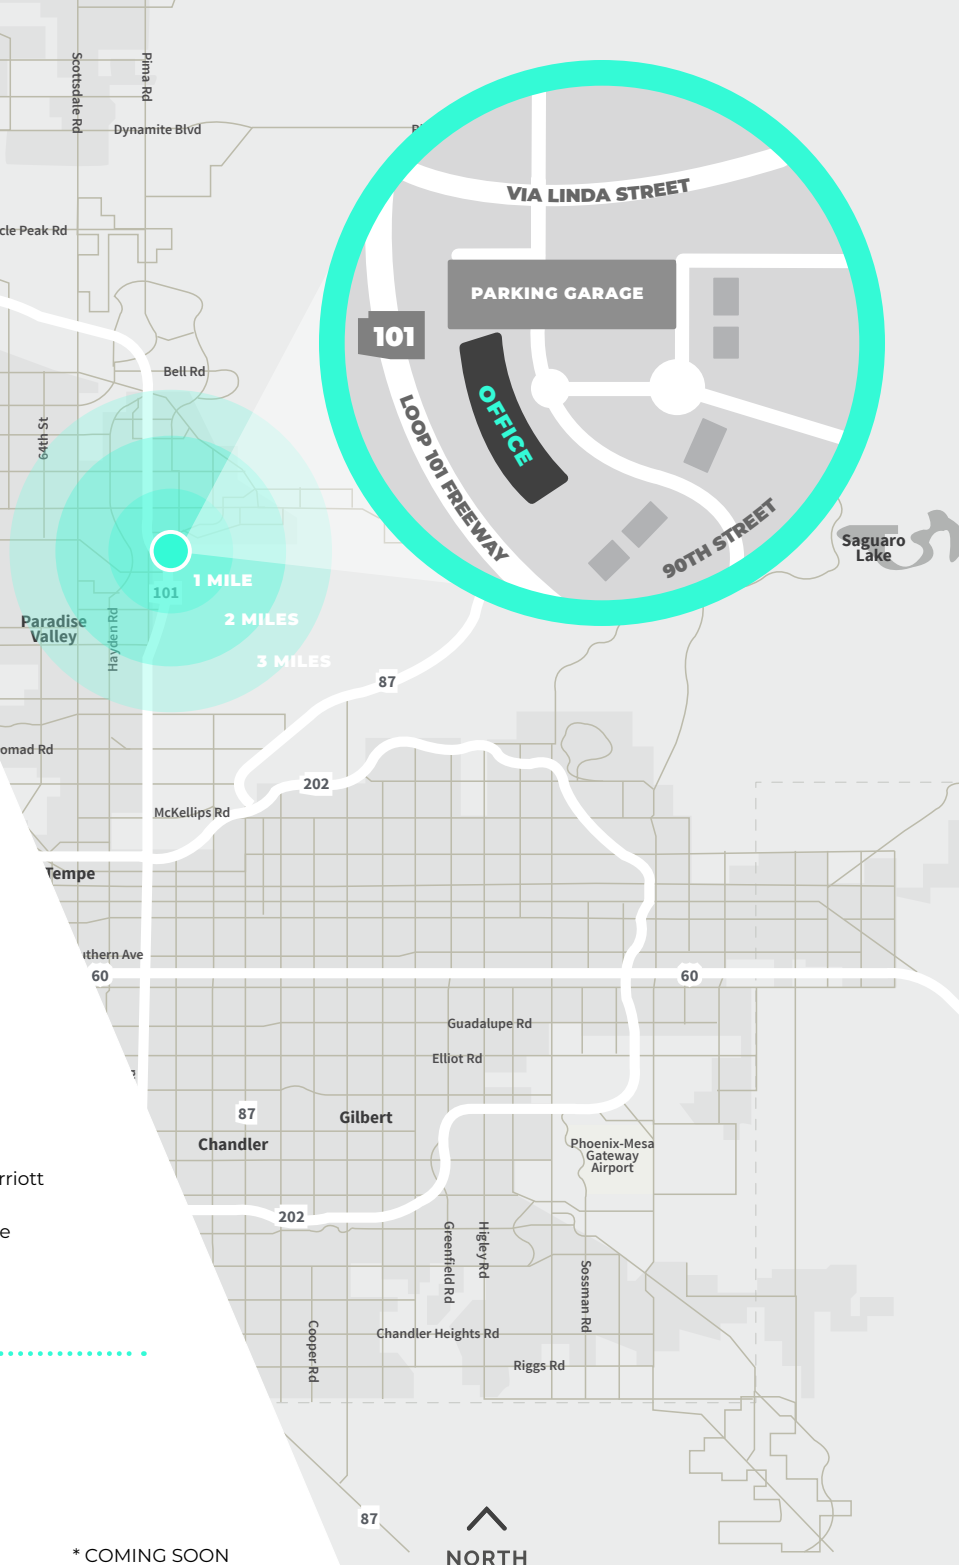 Scottsdale Rd
Pima Rd
Dynamite Blvd
cle Peak Rd
VIA LINDA STREET
PARKING GARAGE
101
OFFICE
LOOP 101 FREEWAY
90TH STREET
Bell Rd
64th St
Saguaro
Lake
1 MILE
101
2 MILES
3 MILES
Paradise
Valley
Hayden Rd
87
omad Rd
202
McKellips Rd
Tempe
uthern Ave
60
60
Guadalupe Rd
Elliot Rd
87
Gilbert
Chandler
Phoenix-Mesa
Gateway
Airport
rriott
202
e
Greenfield Rd
Higley Rd
Sossman Rd
Cooper Rd
Chandler Heights Rd
Riggs Rd
87
* COMING SOON
NORTH